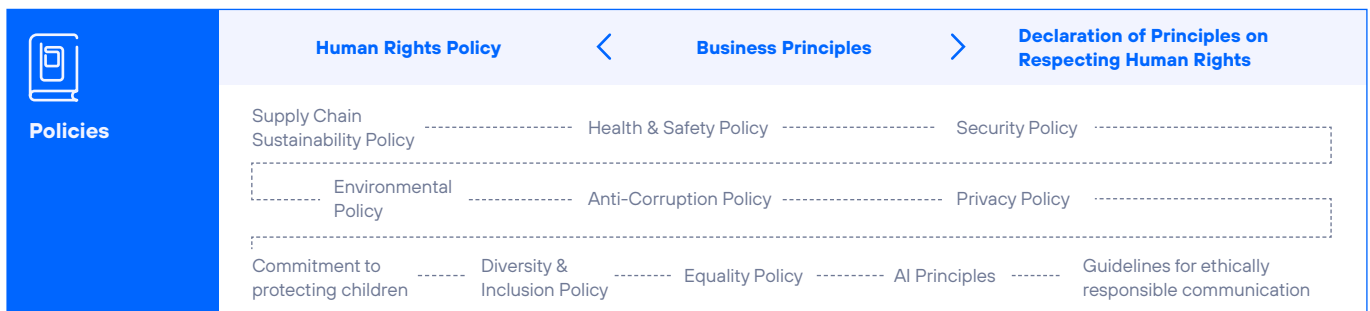 Policies
Human Rights Policy
Business Principles
Declaration of Principles on
Respecting Human Rights
Supply Chain
Sustainability Policy
Health & Safety Policy
Security Policy
Environmental
Policy
Anti-Corruption Policy
Privacy Policy
Commitment to
protecting children
Diversity &
Inclusion Policy
Equality Policy
AI Principles
Guidelines for ethically
responsible communication